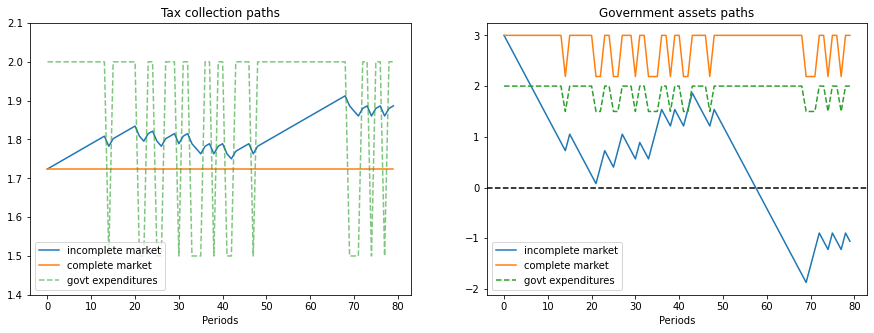 Tax collection paths
2.1
2.0
1.9
1.8
1.7
1.6
1.5
1.4
incomplete market
complete market
govt expenditures
0 10 20 30 40 50 60 70 80
Periods
Government assets paths
3
2
1
0
−1
−2
incomplete market
complete market
govt expenditures
0 10 20 30 40 50 60 70 80
Periods